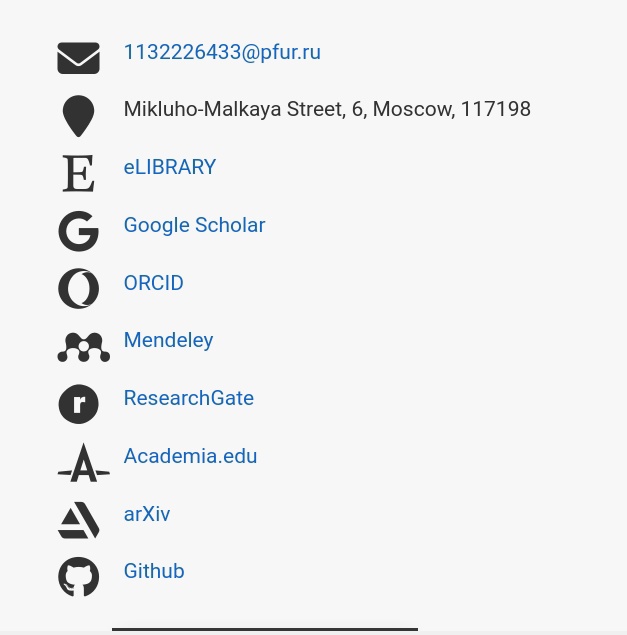 1132226433@pfur.ru
Mikluho-Malkaya Street, 6, Moscow, 117198
eLIBRARY
Google Scholar
ORCID
Mendeley
ResearchGate
Academia.edu
arXiv
Github